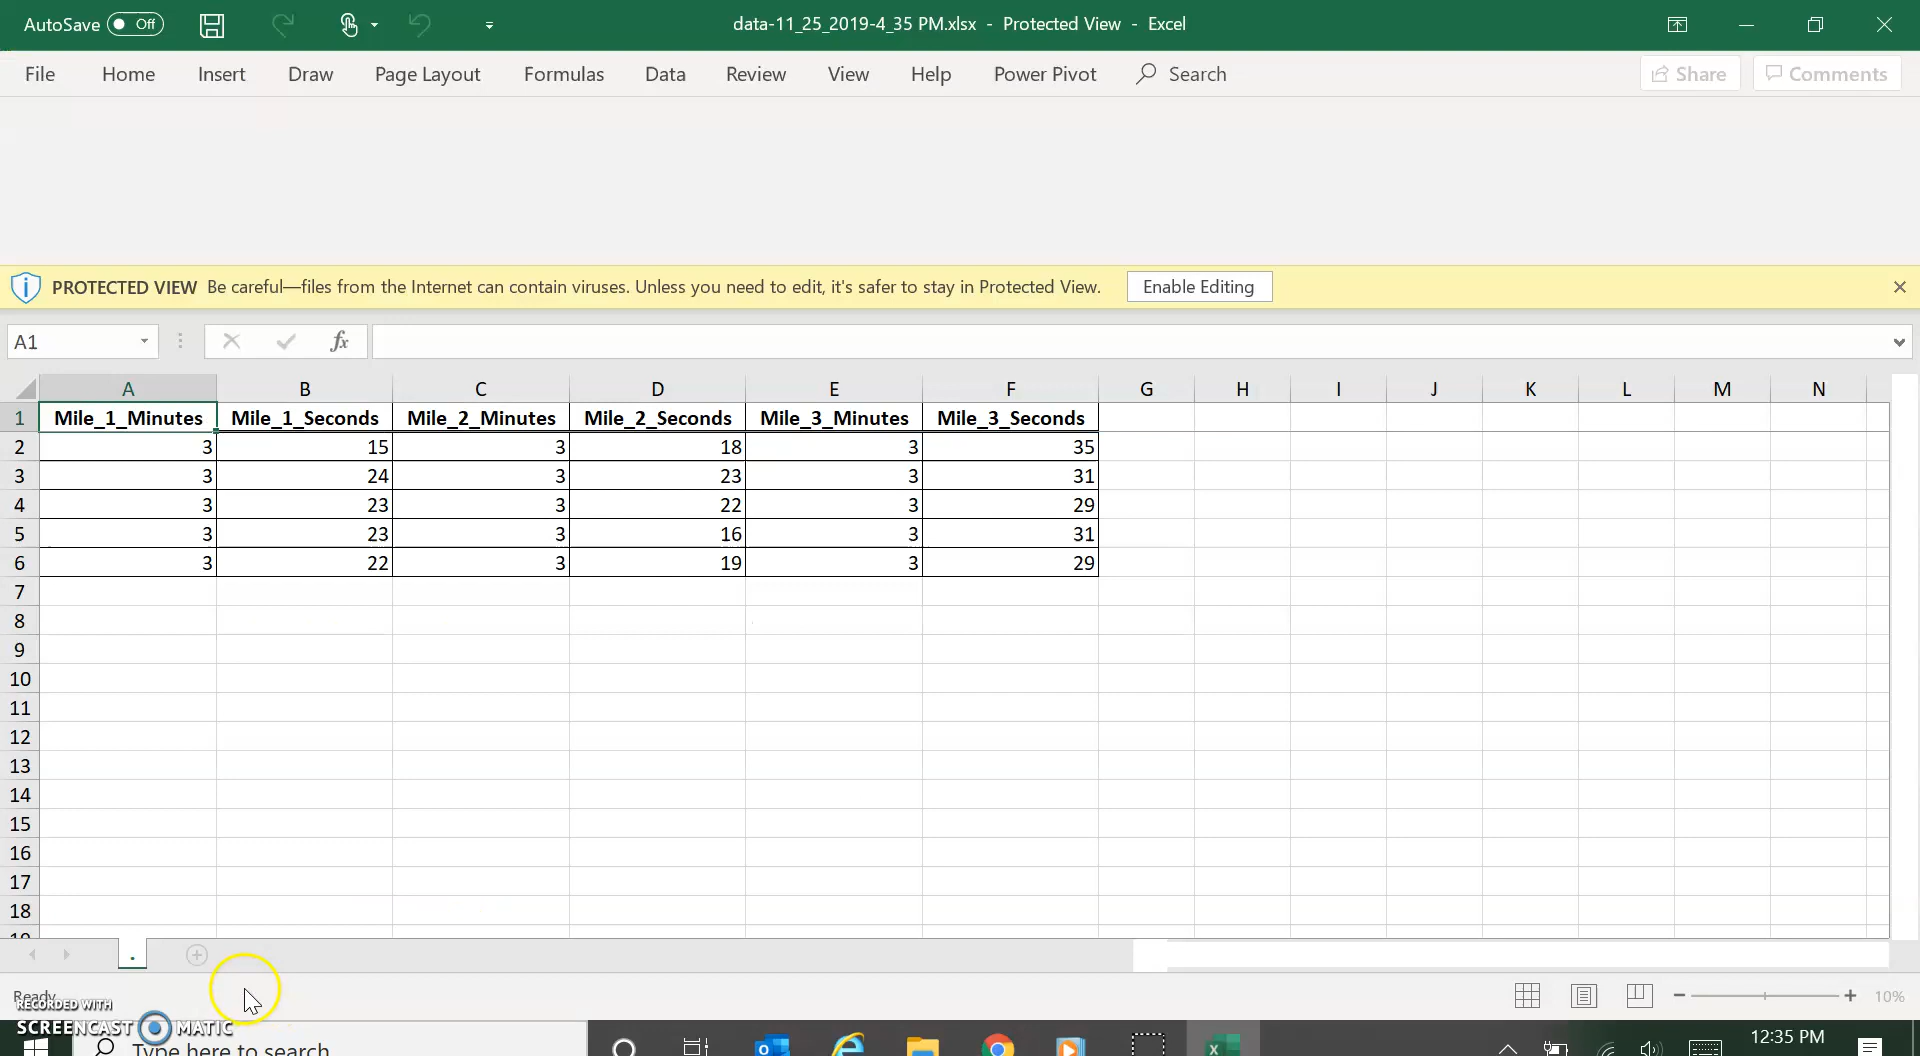 AutoSave Off data-11_25_2019-4_35 PM.xlsx - Protected View - Excel
File Home Insert Draw Page Layout Formulas Data Review View Help Power Pivot Search Share Comments
PROTECTED VIEW Be careful—files from the Internet can contain viruses. Unless you need to edit, it's safer to stay in Protected View. Enable Editing
A1 fx
A B C D E F G H I J K L M N
1 Mile_1_Minutes Mile_1_Seconds Mile_2_Minutes Mile_2_Seconds Mile_3_Minutes Mile_3_Seconds
2 3 15 3 18 3 35
3 3 24 3 23 3 31
4 3 23 3 22 3 29
5 3 23 3 16 3 31
6 3 22 3 19 3 29
7
8
9
10
11
12
13
14
15
16
17
18
19
.
Ready 10%
RECORDED WITH
SCREENCAST MATIC
Type here to search 12:35 PM